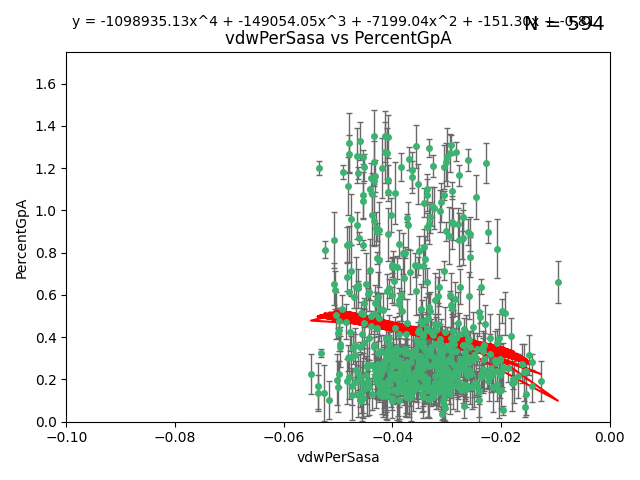 y = -1098935.13x^4 + -149054.05x^3 + -7199.04x^2 + -151.30x + -0.81
N = 594
vdwPerSasa vs PercentGpA
PercentGpA
1.6
1.4
1.2
1.0
0.8
0.6
0.4
0.2
0.0
−0.10 −0.08 −0.06 −0.04 −0.02 0.00
vdwPerSasa